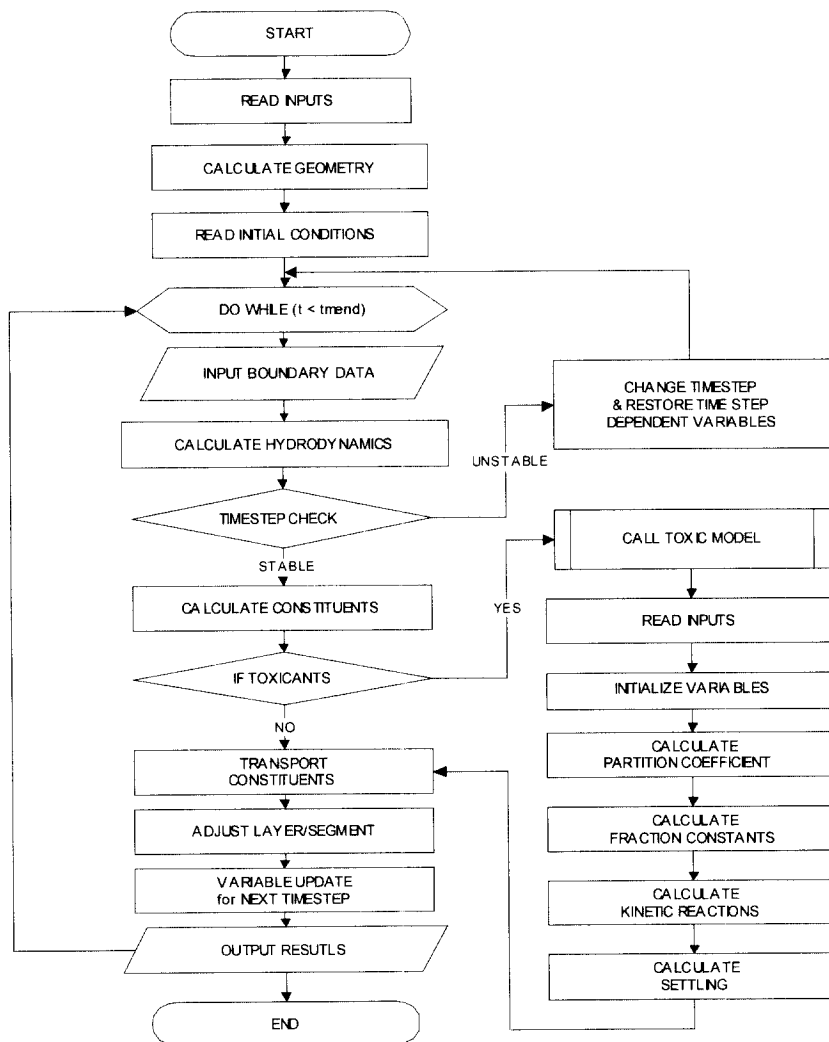 START
READ INPUTS
CALCULATE GEOMETRY
READ INITIAL CONDITIONS
DO WHILE (t < tmend)
INPUT BOUNDARY DATA
CALCULATE HYDRODYNAMICS
TIMESTEP CHECK
UNSTABLE
CHANGE TIMESTEP
& RESTORE TIME STEP
DEPENDENT VARIABLES
STABLE
CALCULATE CONSTITUENTS
IF TOXICANTS
YES
NO
TRANSPORT
CONSTITUENTS
ADJUST LAYER/SEGMENT
VARIABLE UPDATE
for NEXT TIMESTEP
OUTPUT RESUTLS
END
CALL TOXIC MODEL
READ INPUTS
INITIALIZE VARIABLES
CALCULATE
PARTITION COEFFICIENT
CALCULATE
FRACTION CONSTANTS
CALCULATE
KINETIC REACTIONS
CALCULATE
SETTLING